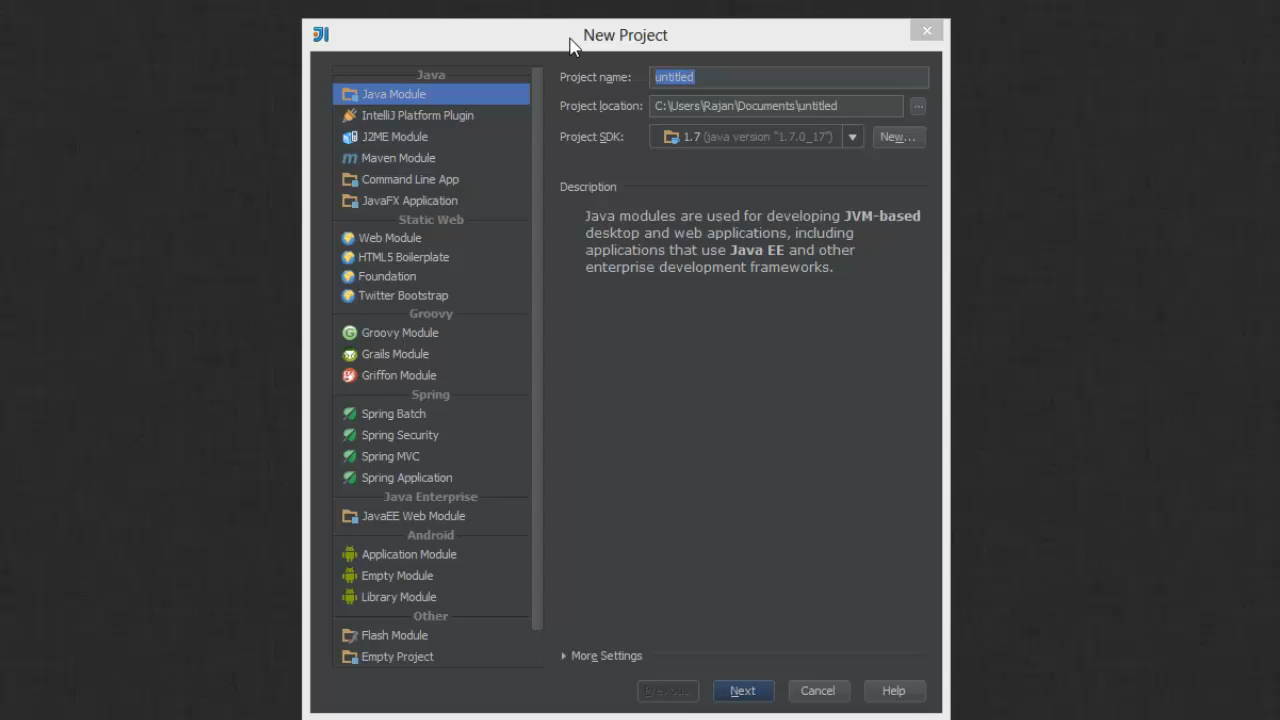 New Project
Java
Java Module
IntelliJ Platform Plugin
J2ME Module
Maven Module
Command Line App
JavaFX Application
Static Web
Web Module
HTML5 Boilerplate
Foundation
Twitter Bootstrap
Groovy
Groovy Module
Grails Module
Griffon Module
Spring
Spring Batch
Spring Security
Spring MVC
Spring Application
Java Enterprise
JavaEE Web Module
Android
Application Module
Empty Module
Library Module
Other
Flash Module
Empty Project
Project name: untitled
Project location: C:\Users\Rajan\Documents\untitled ...
Project SDK: 1.7 (java version "1.7.0_17") New...
Description
Java modules are used for developing JVM-based
desktop and web applications, including
applications that use Java EE and other
enterprise development frameworks.
More Settings
Previous Next Cancel Help